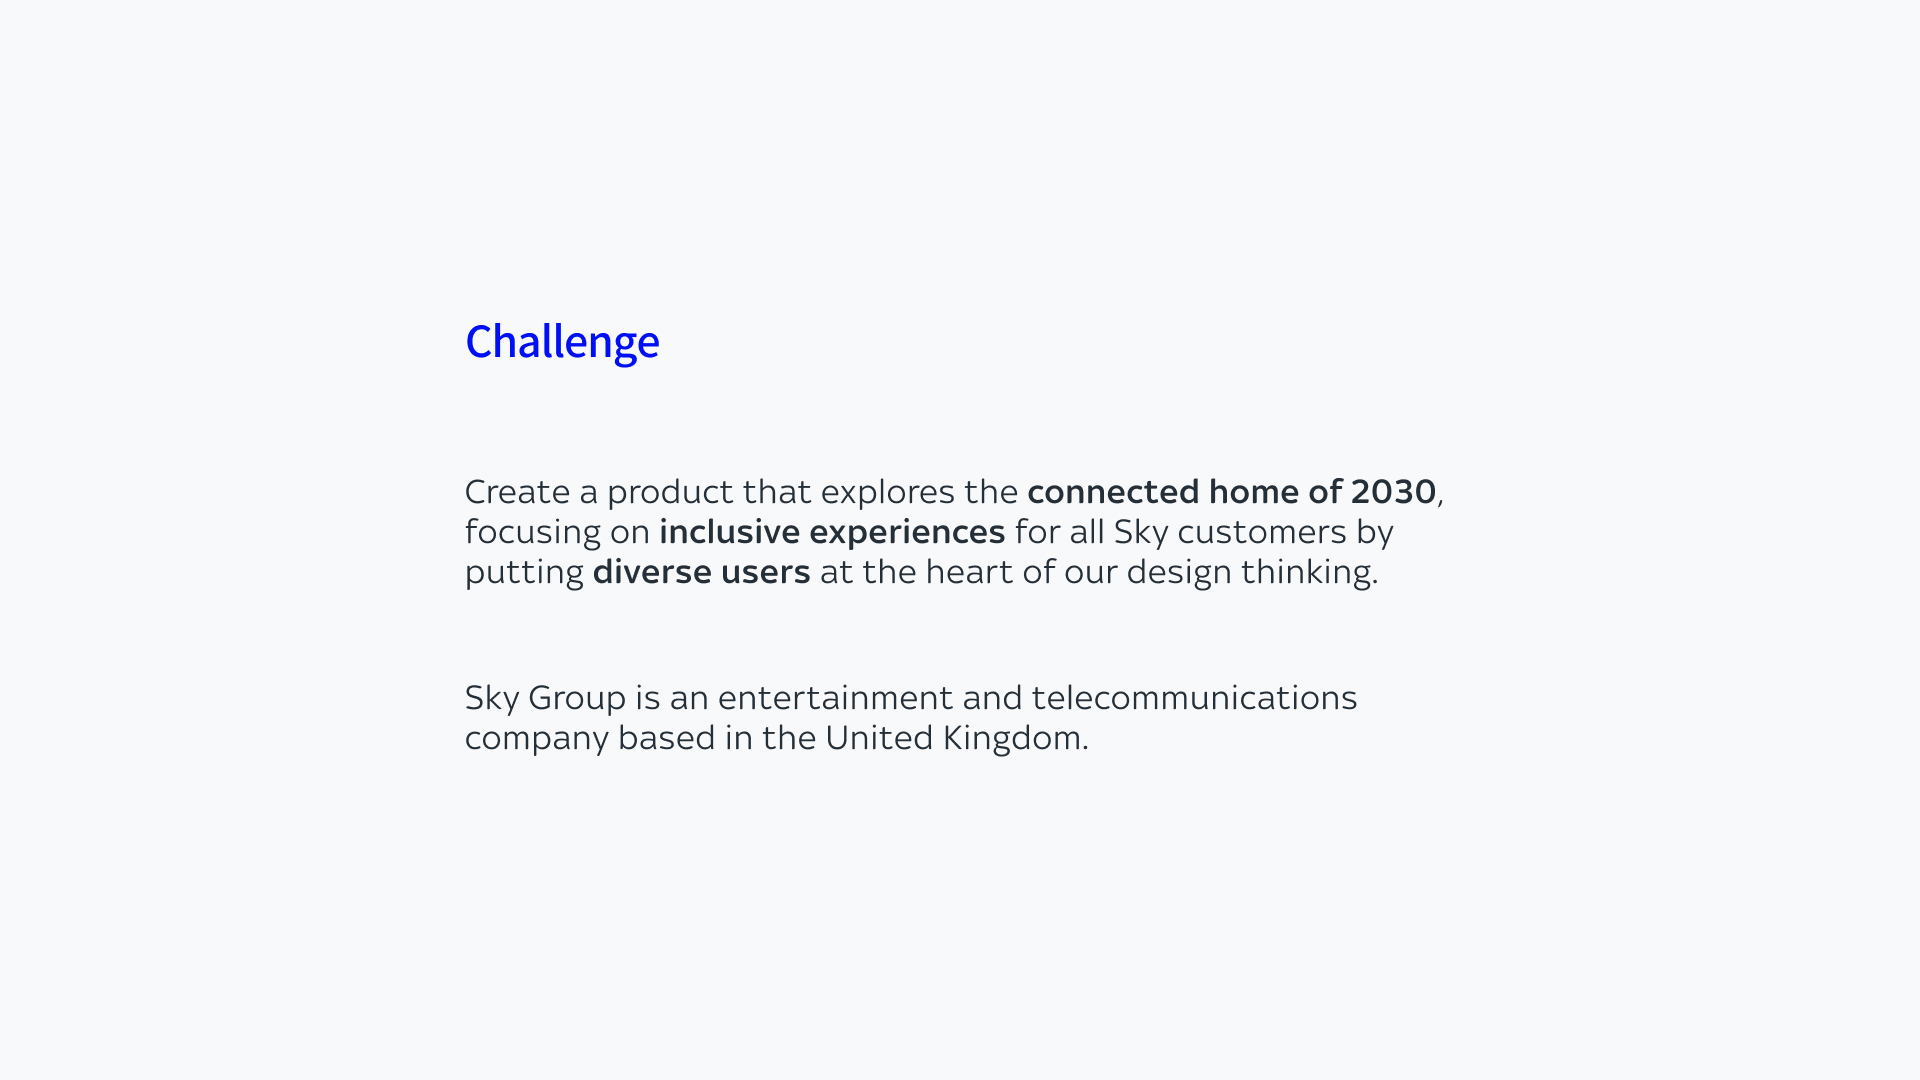 Challenge
Create a product that explores the connected home of 2030,
focusing on inclusive experiences for all Sky customers by
putting diverse users at the heart of our design thinking.
Sky Group is an entertainment and telecommunications
company based in the United Kingdom.